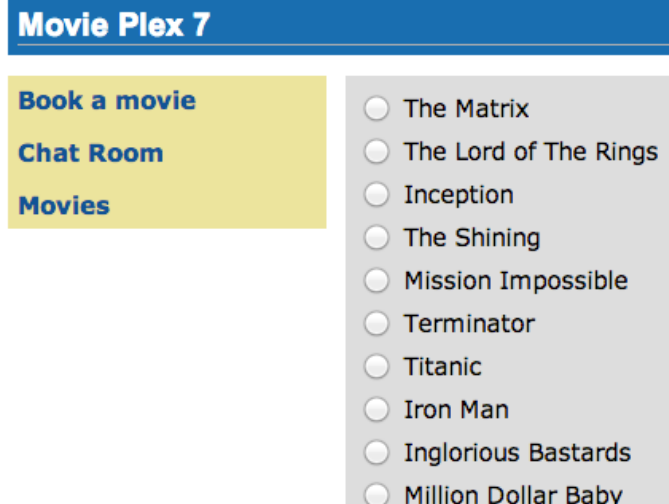 Movie Plex 7
Book a movie
Chat Room
Movies
The Matrix
The Lord of The Rings
Inception
The Shining
Mission Impossible
Terminator
Titanic
Iron Man
Inglorious Bastards
Million Dollar Baby